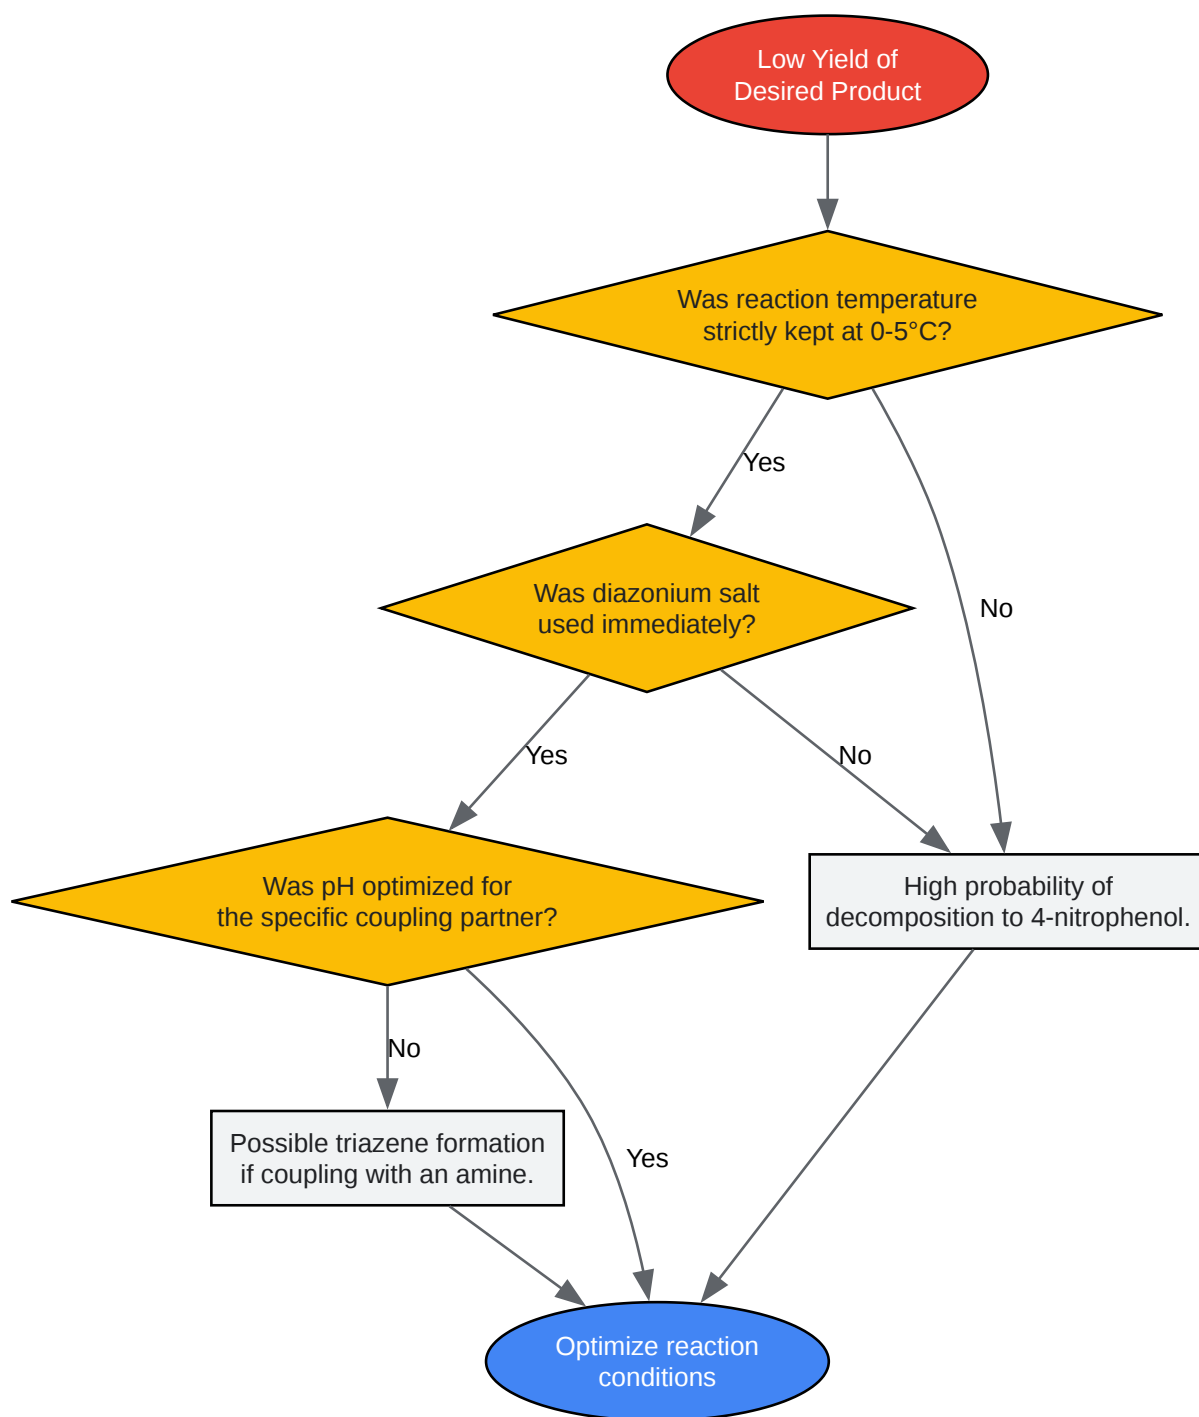 Low Yield of
Desired Product
Was reaction temperature
strictly kept at 0-5°C?
Yes
No
Was diazonium salt
used immediately?
Yes
No
Was pH optimized for
the specific coupling partner?
High probability of
decomposition to 4-nitrophenol.
No
Yes
Possible triazene formation
if coupling with an amine.
Optimize reaction
conditions